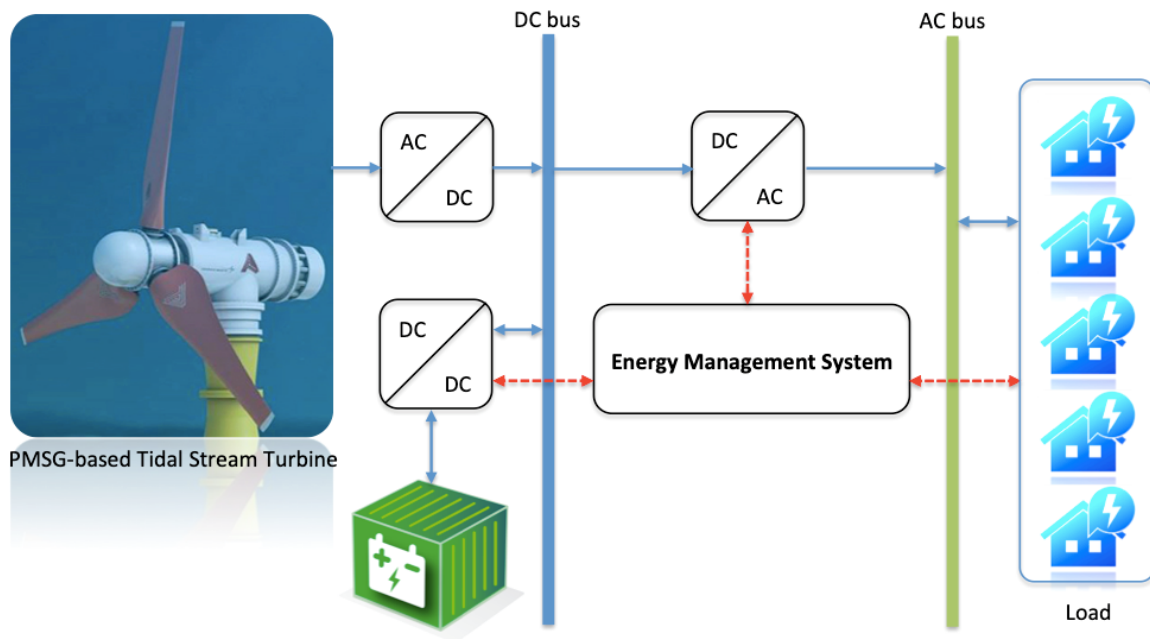 DC bus
AC bus
AC
DC
DC
AC
DC
DC
Energy Management System
PMSG-based Tidal Stream Turbine
Load